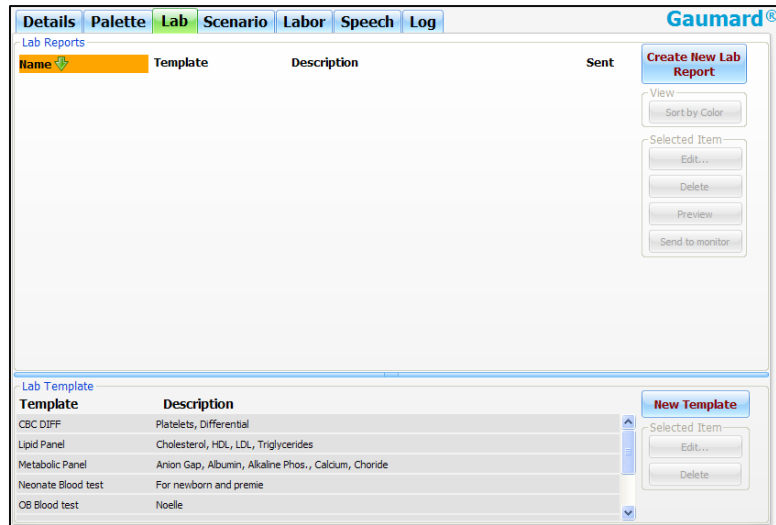 Details Palette Lab Scenario Labor Speech Log Gaumard®
Lab Reports
Name Template Description Sent
Create New Lab
Report
View
Sort by Color
Selected Item
Edit...
Delete
Preview
Send to monitor
Lab Template
Template Description
CBC DIFF Platelets, Differential
Lipid Panel Cholesterol, HDL, LDL, Triglycerides
Metabolic Panel Anion Gap, Albumin, Alkaline Phos., Calcium, Choride
Neonate Blood test For newborn and premie
OB Blood test Noelle
New Template
Selected Item
Edit...
Delete